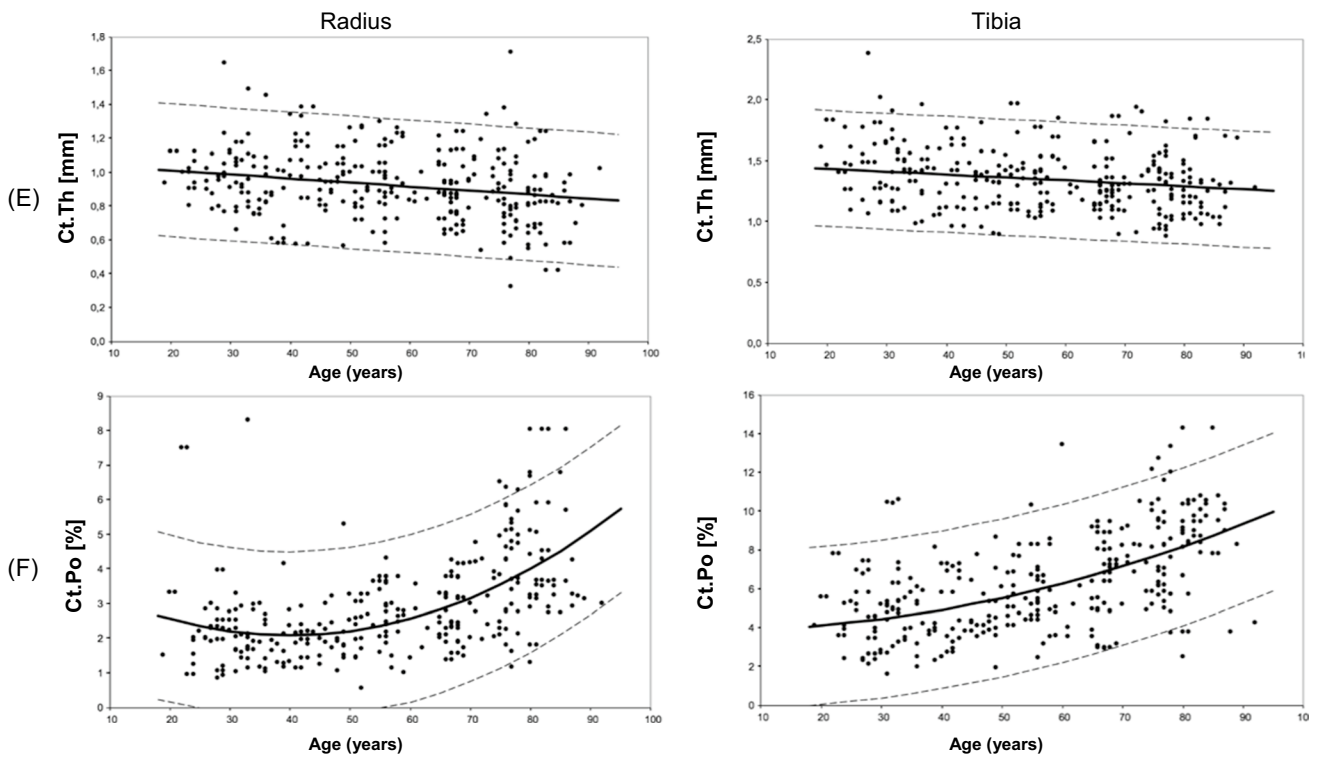 Radius
Tibia
(E)
Ct.Th [mm]
1,8
1,6
1,4
1,2
1,0
0,8
0,6
0,4
0,2
0,0
10 20 30 40 50 60 70 80 90 100
Age (years)
Ct.Th [mm]
2,5
2,0
1,5
1,0
0,5
0,0
10 20 30 40 50 60 70 80 90 1(
Age (years)
(F)
Ct.Po [%]
9
8
7
6
5
4
3
2
1
0
10 20 30 40 50 60 70 80 90 100
Age (years)
Ct.Po [%]
16
14
12
10
8
6
4
2
0
10 20 30 40 50 60 70 80 90 10
Age (years)